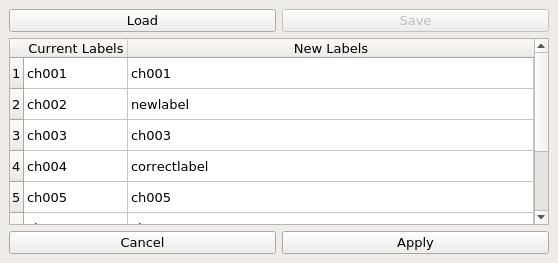 Load Save
Current Labels New Labels
1 ch001 ch001
2 ch002 newlabel
3 ch003 ch003
4 ch004 correctlabel
5 ch005 ch005
Cancel Apply